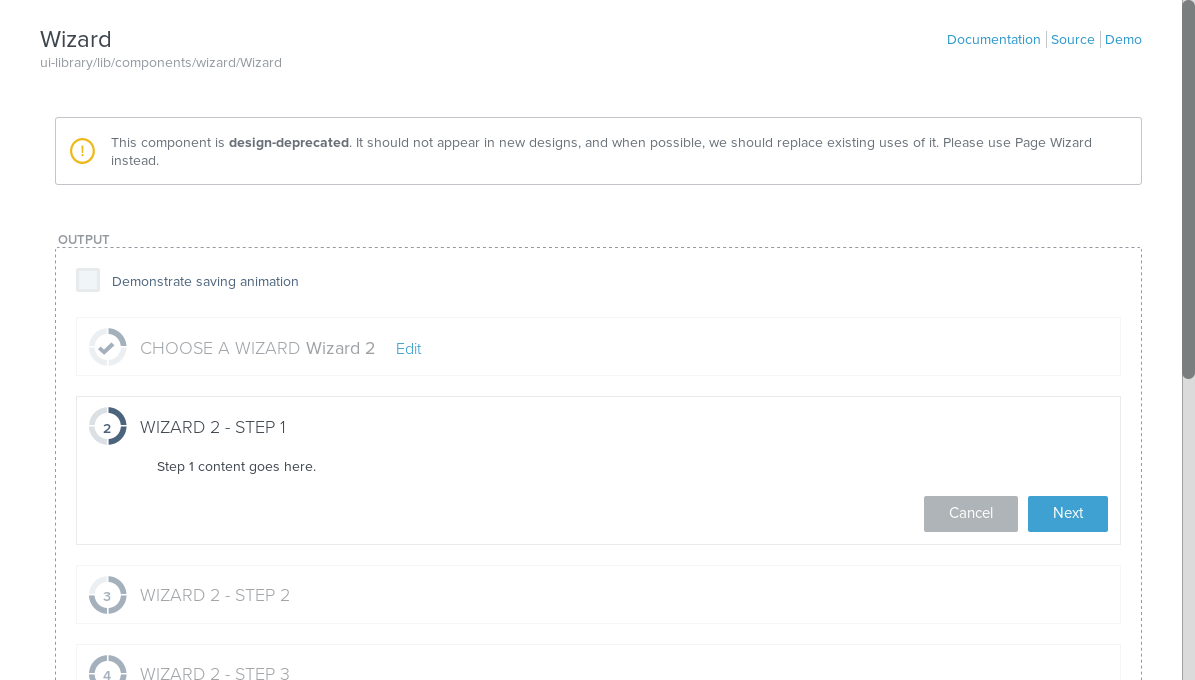 Wizard
Documentation Source Demo
ui-library/lib/components/wizard/Wizard
! This component is design-deprecated. It should not appear in new designs, and when possible, we should replace existing uses of it. Please use Page Wizard
instead.
OUTPUT
Demonstrate saving animation
CHOOSE A WIZARD Wizard 2 Edit
2 WIZARD 2 - STEP 1
Step 1 content goes here.
Cancel Next
3 WIZARD 2 - STEP 2
4 WIZARD 2 - STEP 3